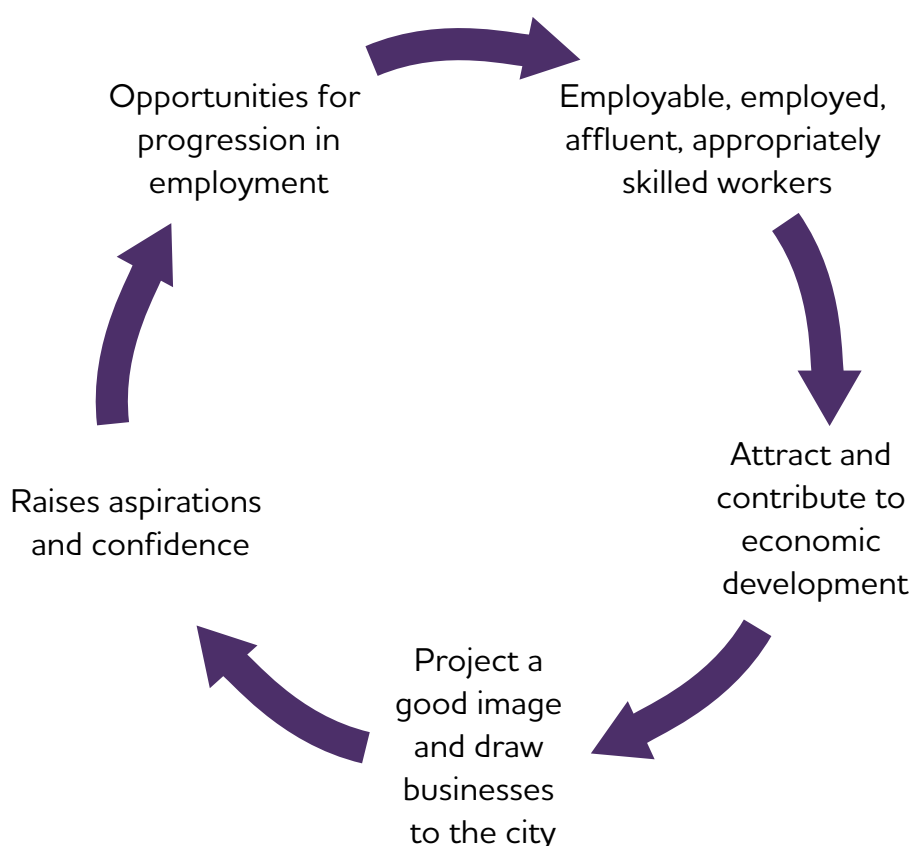 Opportunities for
progression in
employment
Employable, employed,
affluent, appropriately
skilled workers
Attract and
contribute to
economic
development
Project a
good image
and draw
businesses
to the city
Raises aspirations
and confidence